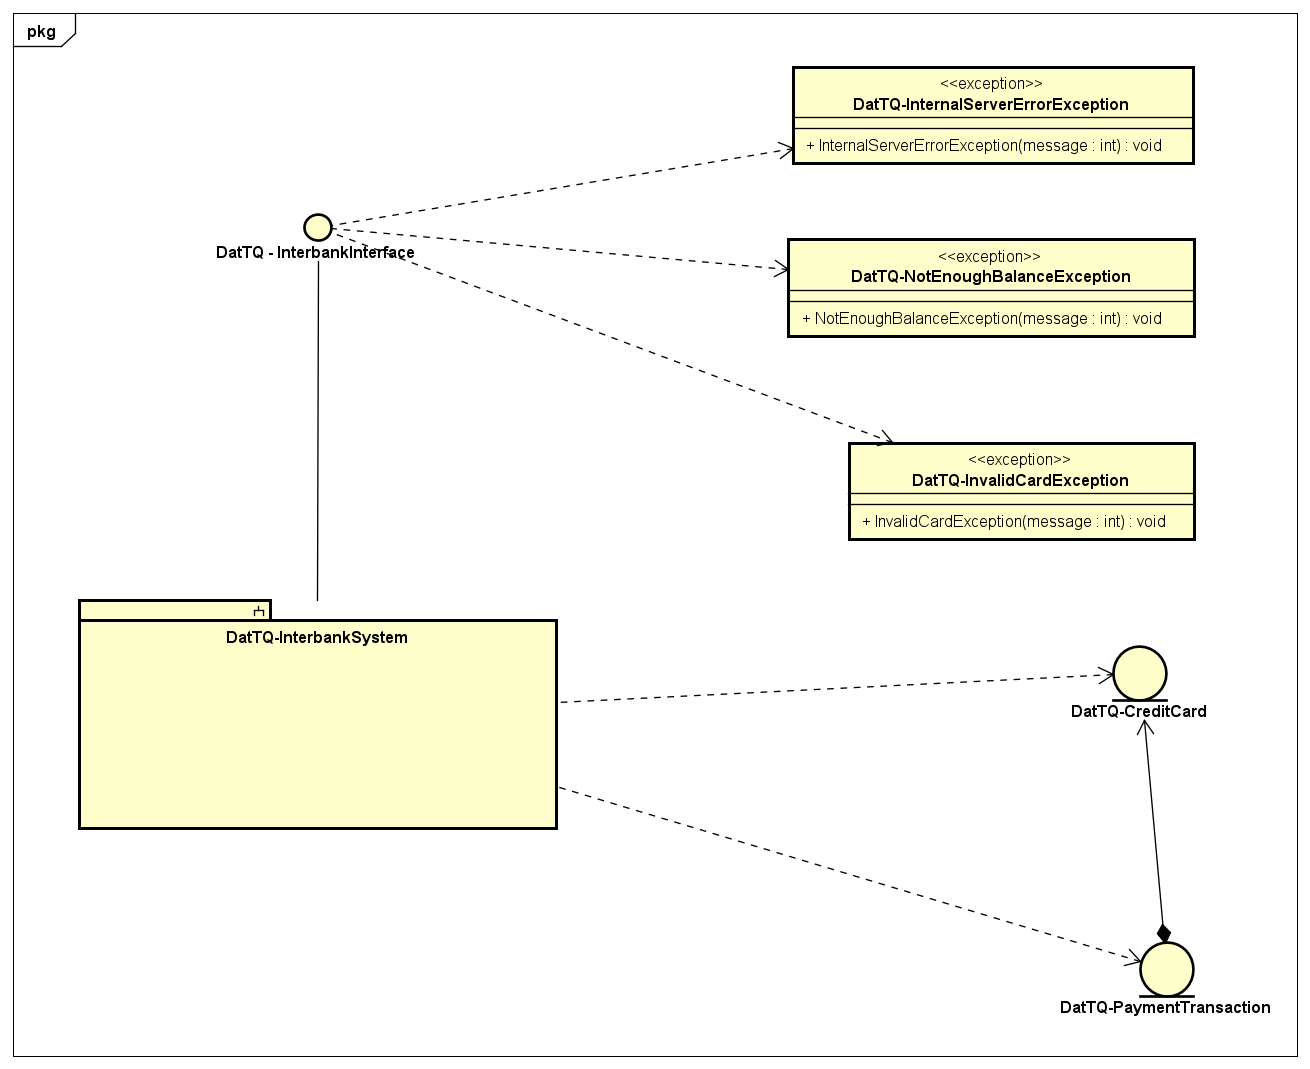 pkg
<<exception>>
DatTQ-InternalServerErrorException
+ InternalServerErrorException(message : int) : void
DatTQ - InterbankInterface
<<exception>>
DatTQ-NotEnoughBalanceException
+ NotEnoughBalanceException(message : int) : void
<<exception>>
DatTQ-InvalidCardException
+ InvalidCardException(message : int) : void
DatTQ-InterbankSystem
DatTQ-CreditCard
DatTQ-PaymentTransaction